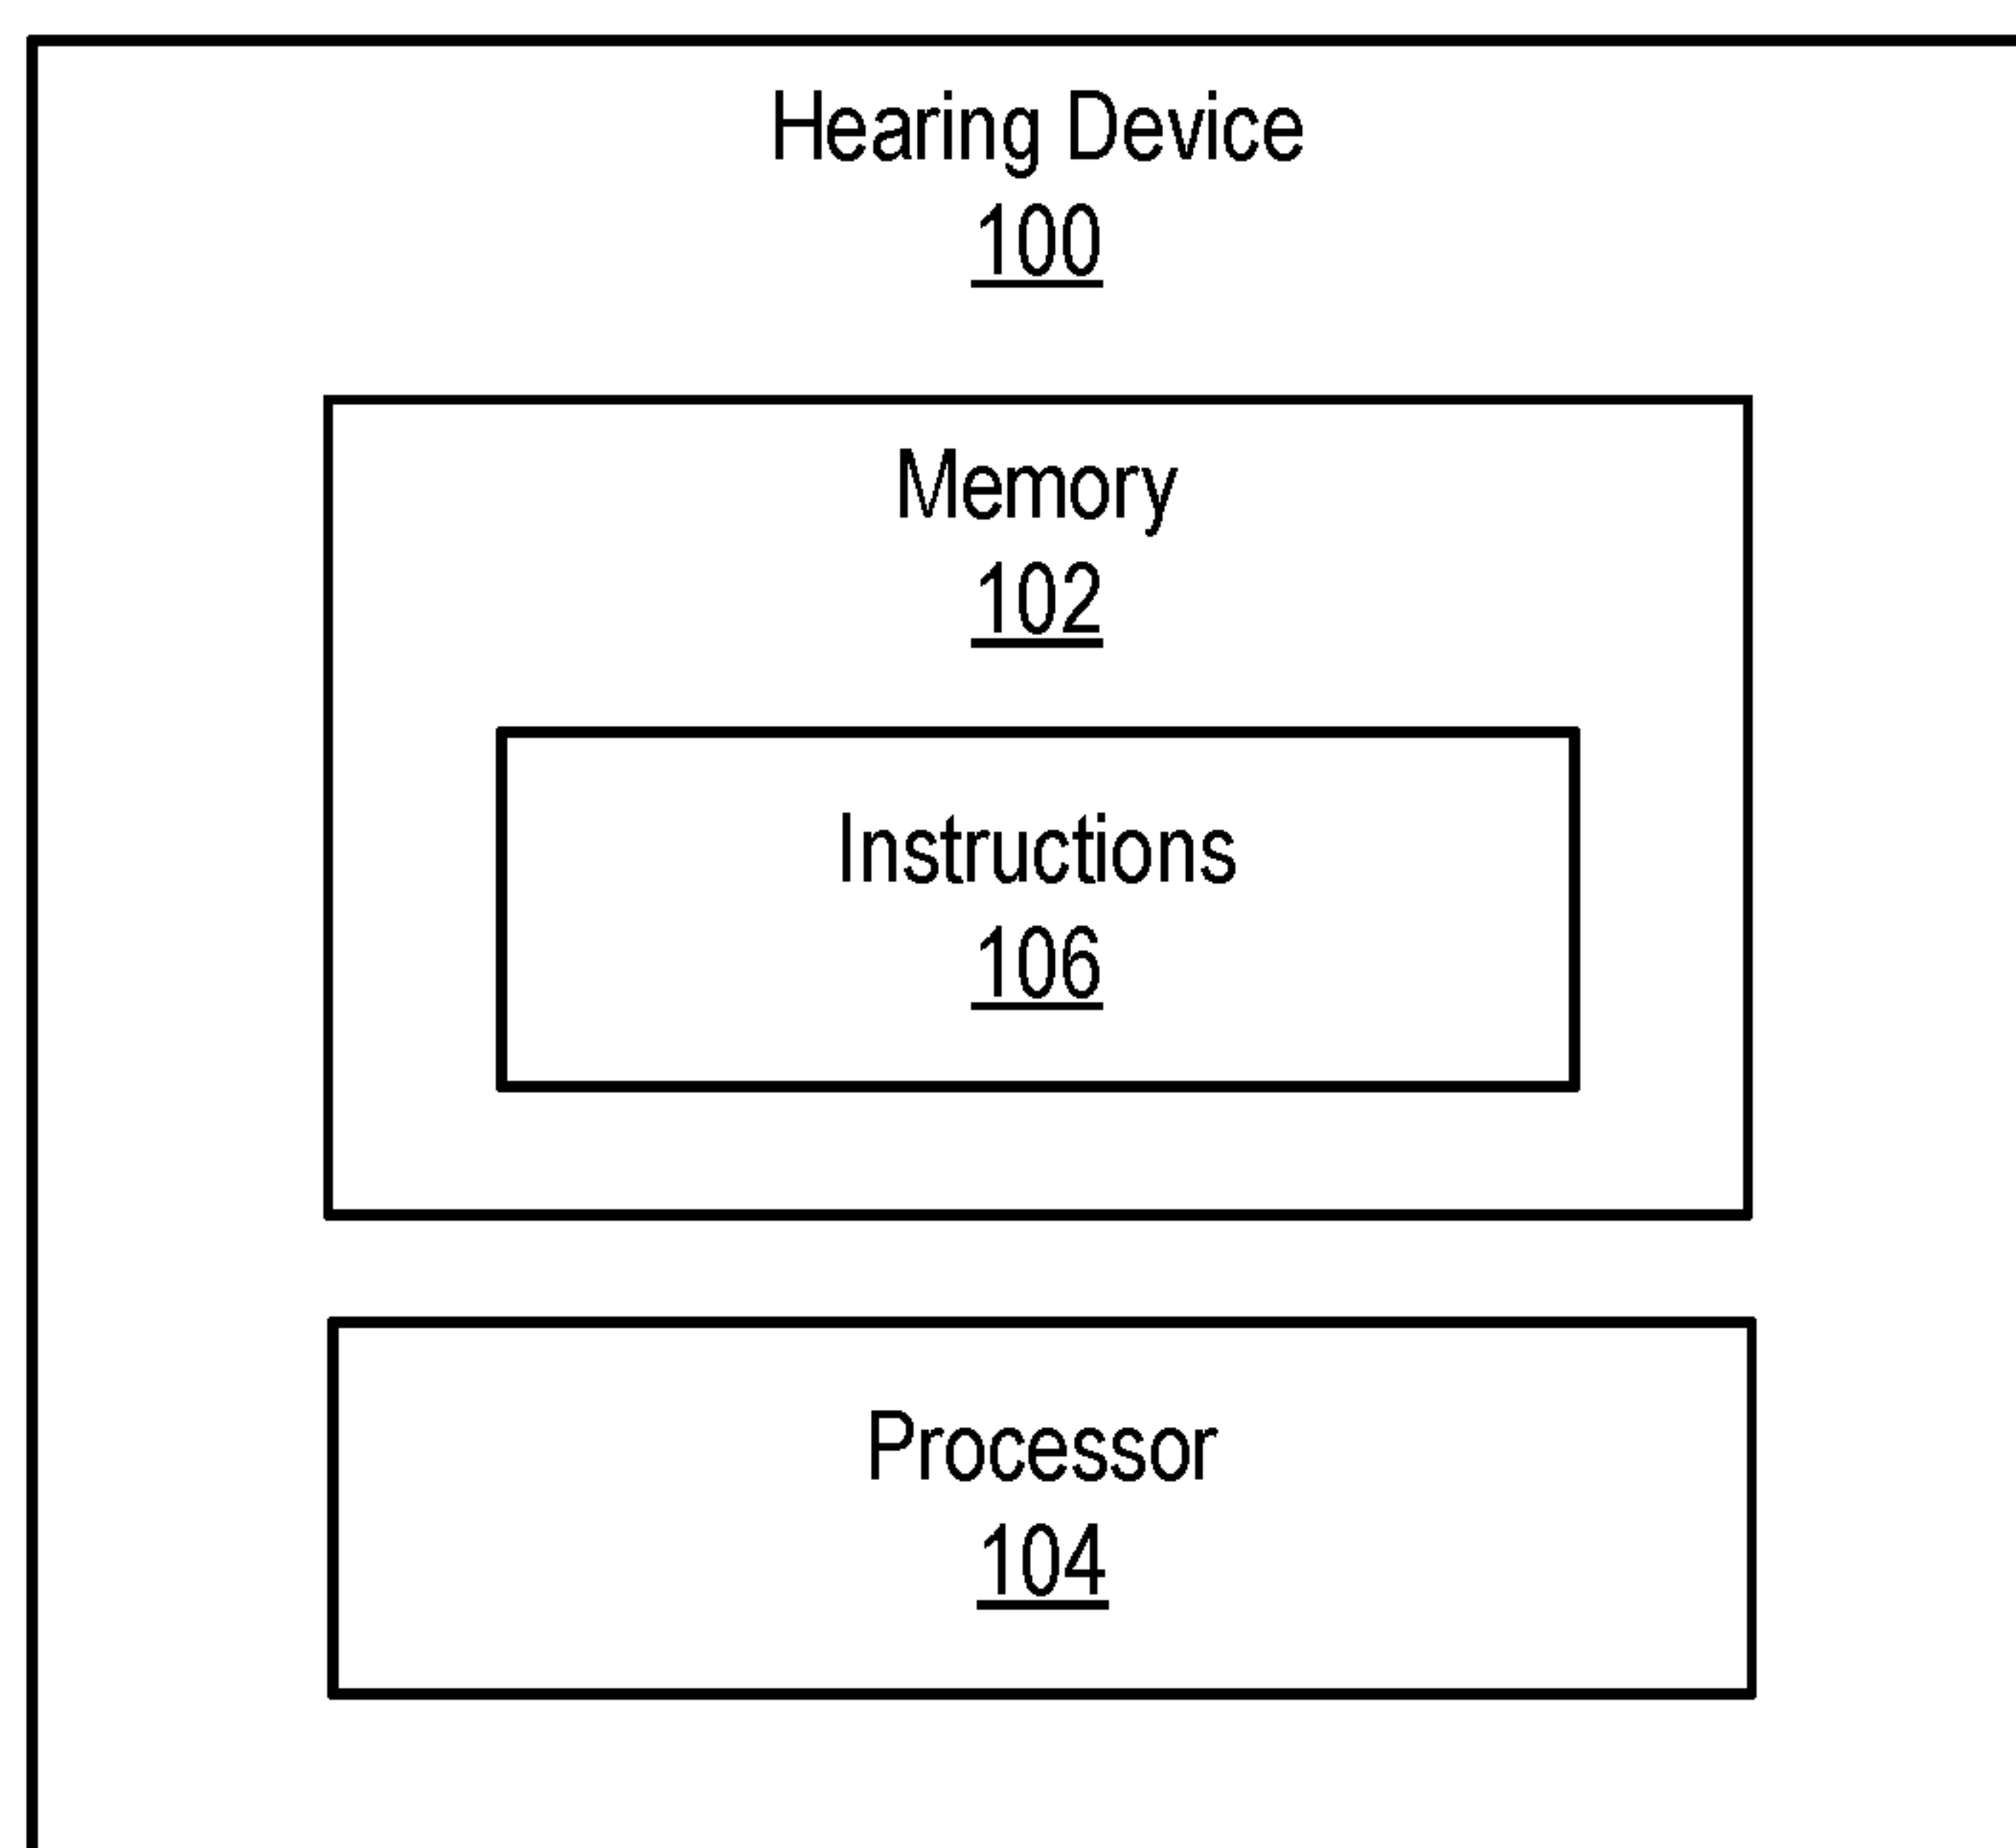 Hearing Device
100
Memory
102
Instructions
106
Processor
104